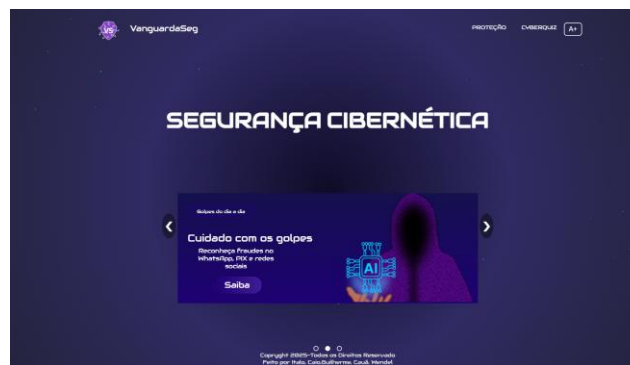 VS
VanguardaSeg
PROTEÇÃO
CYBERQUIZ
A+
SEGURANÇA CIBERNÉTICA
Golpes do dia a dia
Cuidado com os golpes
Reconheça fraudes no
WhatsApp, PIX e redes
sociais
Saiba
AI
Copryght 2025-Todos os Direitos Reservado
Feito por Italo, Caio,Guilherme, Cauã, Wendel